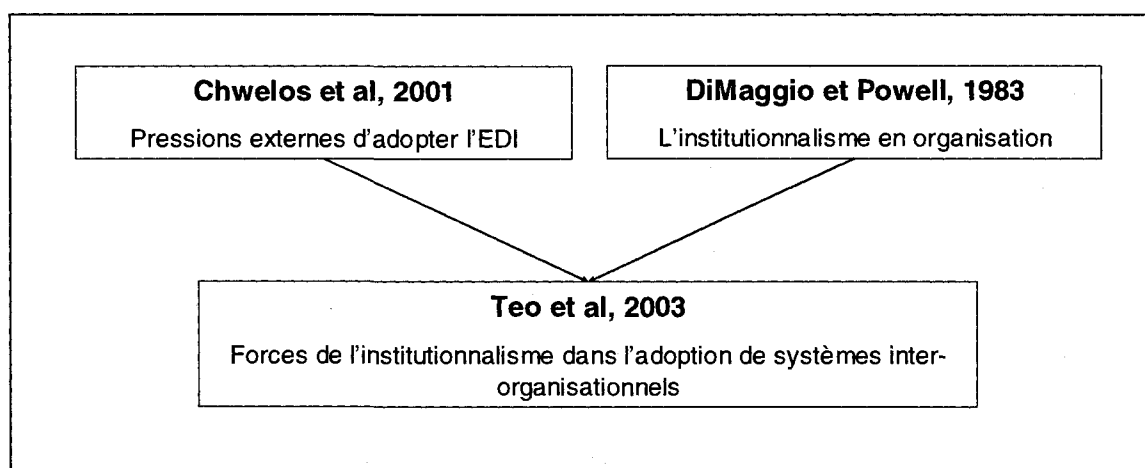 Chwelos et al, 2001
Pressions externes d'adopter l'EDI
DiMaggio et Powell, 1983
L'institutionnalisme en organisation
Teo et al, 2003
Forces de l'institutionnalisme dans l'adoption de systèmes inter-
organisationnels